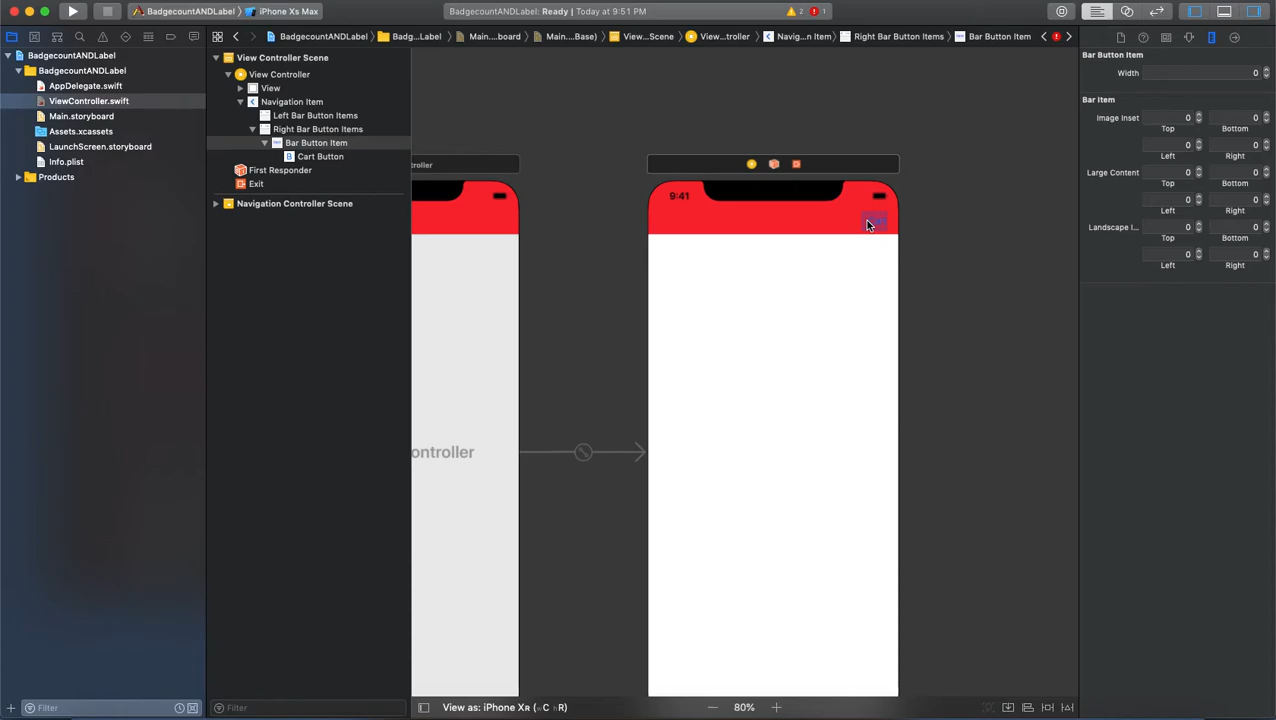 BadgecountANDLabel
iPhone Xs Max
BadgecountANDLabel: Ready | Today at 9:51 PM
2
1
BadgecountANDLabel
Badg...Label
Main....board
Main....Base)
View...Scene
View...troller
Navig...n Item
Right Bar Button Items
Bar Button Item
BadgecountANDLabel
BadgecountANDLabel
AppDelegate.swift
ViewController.swift
Main.storyboard
Assets.xcassets
LaunchScreen.storyboard
Info.plist
Products
View Controller Scene
View Controller
View
Navigation Item
Left Bar Button Items
Right Bar Button Items
Bar Button Item
B Cart Button
First Responder
Exit
Navigation Controller Scene
troller
9:41
ontroller
Bar Button Item
Width 0
Bar Item
Image Inset 0 0
Top Bottom
0 0
Left Right
Large Content 0 0
Top Bottom
0 0
Left Right
Landscape I... 0 0
Top Bottom
0 0
Left Right
Filter
Filter
View as: iPhone XR (wC hR)
80%